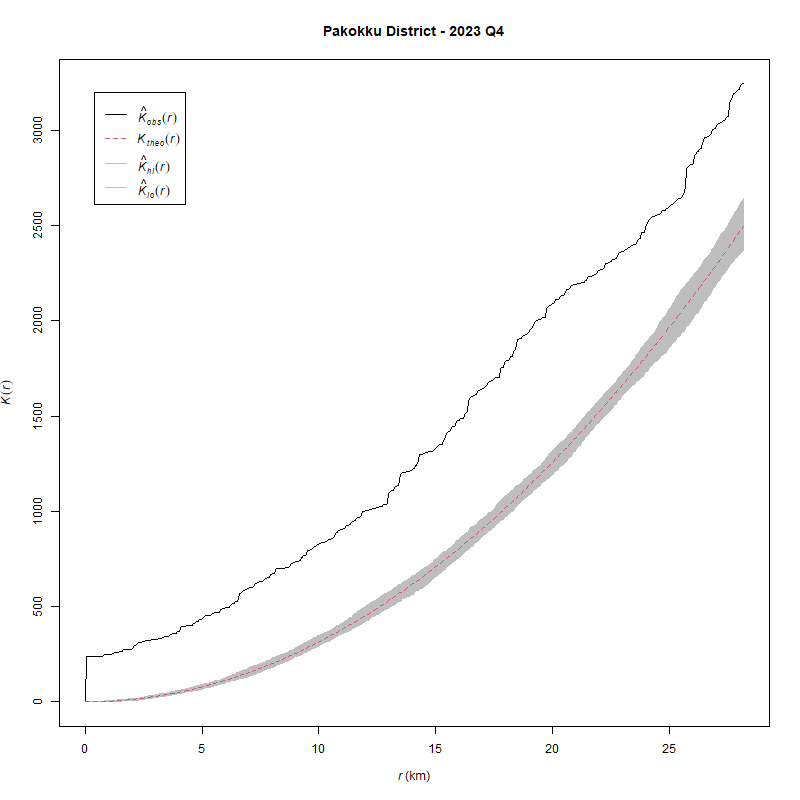 Pakokku District - 2023 Q4
K̂obs(r)
Ktheo(r)
K̂hi(r)
K̂lo(r)
3000
2500
2000
1500
1000
500
0
K(r)
0 5 10 15 20 25
r (km)